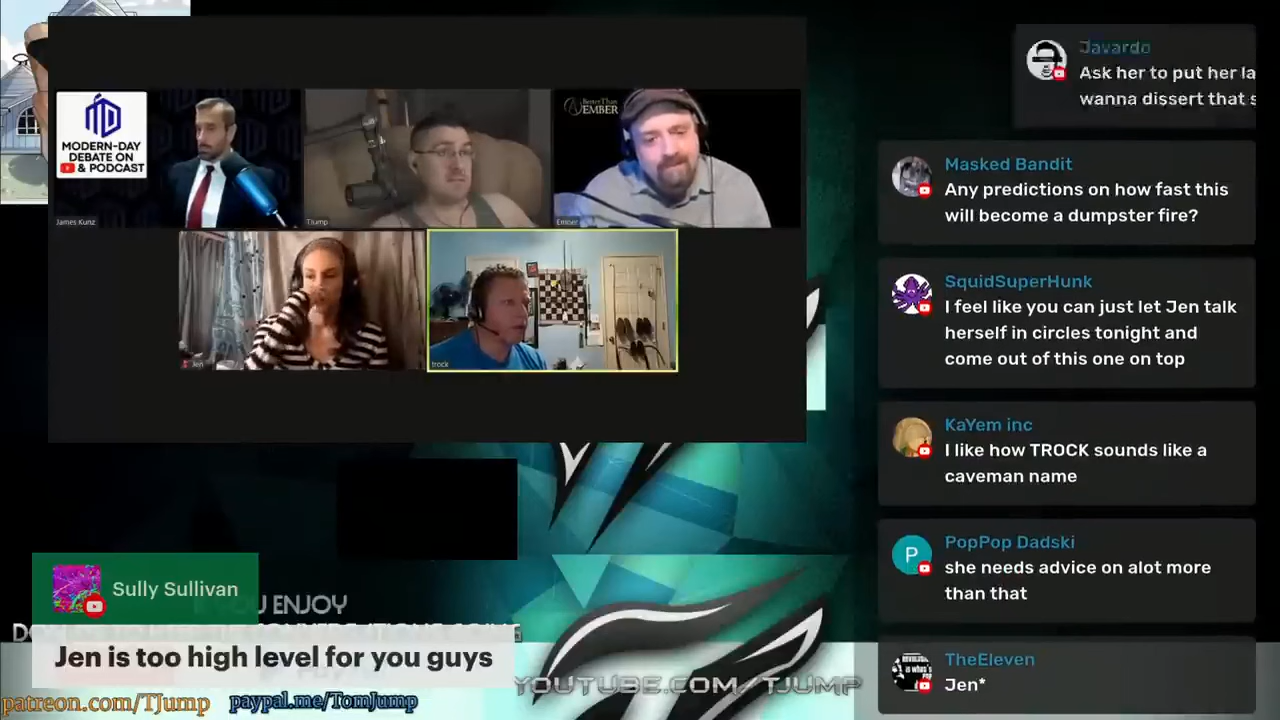 MODERN-DAY
DEBATE ON
& PODCAST
James Kunz
TJump
BetterThan
EMBER
Ember
Jen
trock
Javardo
Ask her to put her la
wanna dissert that s
Masked Bandit
Any predictions on how fast this
will become a dumpster fire?
SquidSuperHunk
I feel like you can just let Jen talk
herself in circles tonight and
come out of this one on top
KaYem inc
I like how TROCK sounds like a
caveman name
P
PopPop Dadski
she needs advice on alot more
than that
TheEleven
Jen*
Sully Sullivan
U ENJOY
Jen is too high level for you guys
YOUTUBE.COM/TJUMP
patreon.com/TJump
paypal.me/TomJump